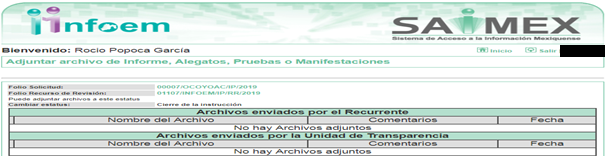 infoem
SAIMEX
Sistema de Acceso a la Información Mexiquense
Bienvenido: Rocio Popoca García
Inicio Salir
Adjuntar archivo de Informe, Alegatos, Pruebas o Manifestaciones
Folio Solicitud: 00007/OCOYOAC/IP/2019
Folio Recurso de Revisión: 01107/INFOEM/IP/RR/2019
Puede adjuntar archivos a este estatus
Cambiar estatus: Cierre de la instrucción
Archivos enviados por el Recurrente
Nombre del Archivo Comentarios Fecha
No hay Archivos adjuntos
Archivos enviados por la Unidad de Transparencia
Nombre del Archivo Comentarios Fecha
No hay Archivos adjuntos